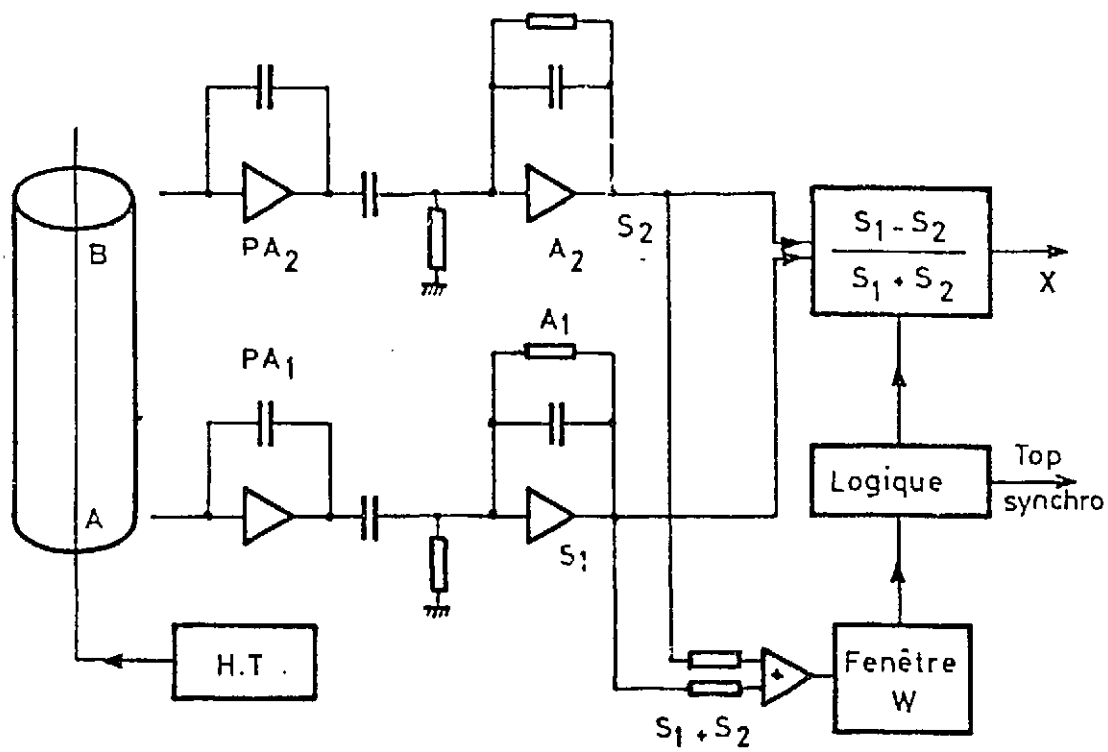 B
PA2
A2
S2
S1 - S2
S1 + S2
X
PA1
A1
A
S1
Logique
Top
synchro
H.T.
+
Fenêtre
W
S1 + S2